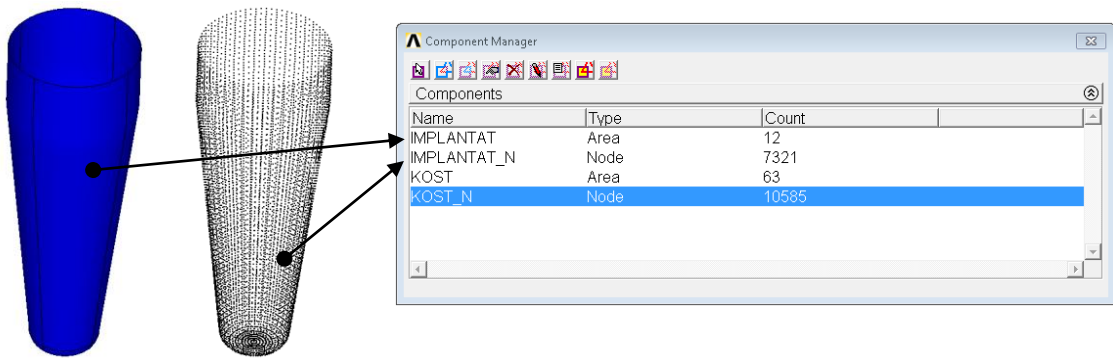 Component Manager
Components
Name Type Count
IMPLANTAT Area 12
IMPLANTAT_N Node 7321
KOST Area 63
KOST_N Node 10585